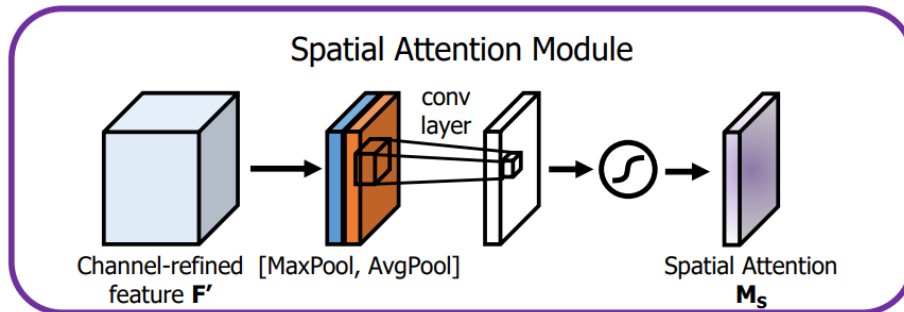 Spatial Attention Module
conv
layer
Channel-refined
feature F'
[MaxPool, AvgPool]
Spatial Attention
Ms